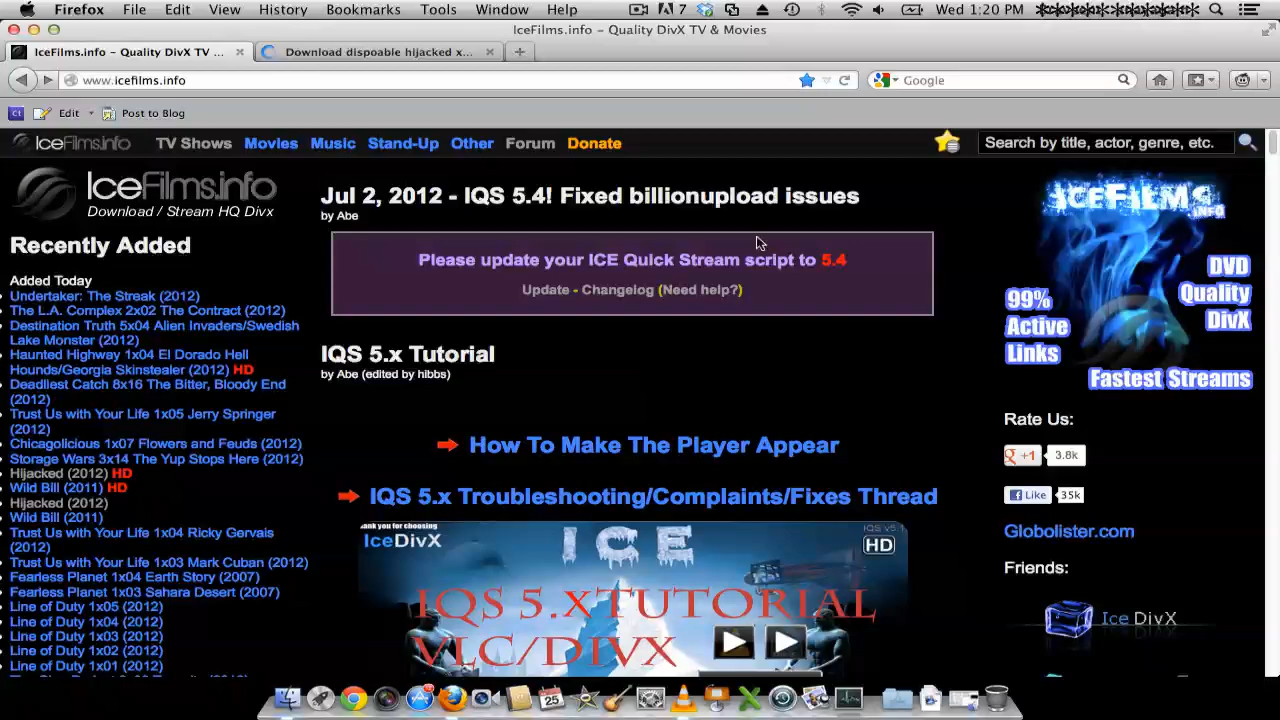 Firefox File Edit View History Bookmarks Tools Window Help 7 Wed 1:20 PM
IceFilms.info - Quality DivX TV & Movies
IceFilms.info - Quality DivX TV ... Download dispoable hijacked x...
www.icefilms.info Google
Edit Post to Blog
IceFilms.info TV Shows Movies Music Stand-Up Other Forum Donate Search by title, actor, genre, etc.
IceFilms.info
Download / Stream HQ Divx
Recently Added
Added Today
Undertaker: The Streak (2012)
The L.A. Complex 2x02 The Contract (2012)
Destination Truth 5x04 Alien Invaders/Swedish
Lake Monster (2012)
Haunted Highway 1x04 El Dorado Hell
Hounds/Georgia Skinstealer (2012) HD
Deadliest Catch 8x16 The Bitter, Bloody End
(2012)
Trust Us with Your Life 1x05 Jerry Springer
(2012)
Chicagolicious 1x07 Flowers and Feuds (2012)
Storage Wars 3x14 The Yup Stops Here (2012)
Hijacked (2012) HD
Wild Bill (2011) HD
Hijacked (2012)
Wild Bill (2011)
Trust Us with Your Life 1x04 Ricky Gervais
(2012)
Trust Us with Your Life 1x03 Mark Cuban (2012)
Fearless Planet 1x04 Earth Story (2007)
Fearless Planet 1x03 Sahara Desert (2007)
Line of Duty 1x05 (2012)
Line of Duty 1x04 (2012)
Line of Duty 1x03 (2012)
Line of Duty 1x02 (2012)
Line of Duty 1x01 (2012)
Jul 2, 2012 - IQS 5.4! Fixed billionupload issues
by Abe
Please update your ICE Quick Stream script to 5.4
Update - Changelog (Need help?)
IQS 5.x Tutorial
by Abe (edited by hibbs)
How To Make The Player Appear
IQS 5.x Troubleshooting/Complaints/Fixes Thread
ank you for choosing
IceDivX
ICE
IQS V5.1
HD
IQS 5.xTUTORIAL
VLC/DIVX
ICEFILMS
INFO
DVD
Quality
DivX
99%
Active
Links
Fastest Streams
Rate Us:
+1 3.8k
Like 35k
Globolister.com
Friends:
Ice DivX